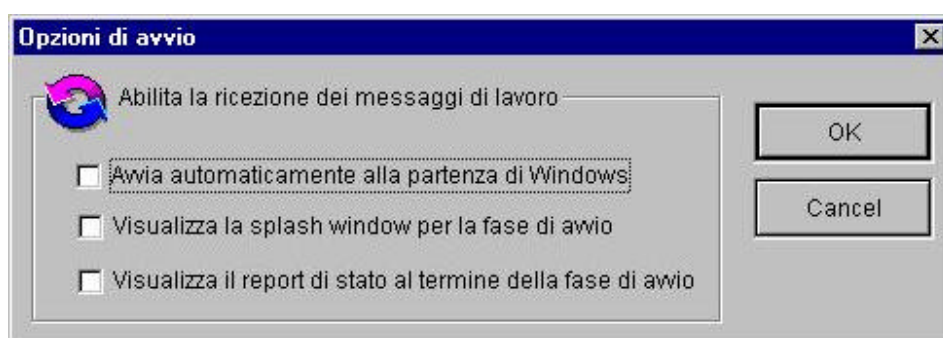 Opzioni di avvio
Abilita la ricezione dei messaggi di lavoro
Avvia automaticamente alla partenza di Windows
Visualizza la splash window per la fase di avvio
Visualizza il report di stato al termine della fase di avvio
OK
Cancel